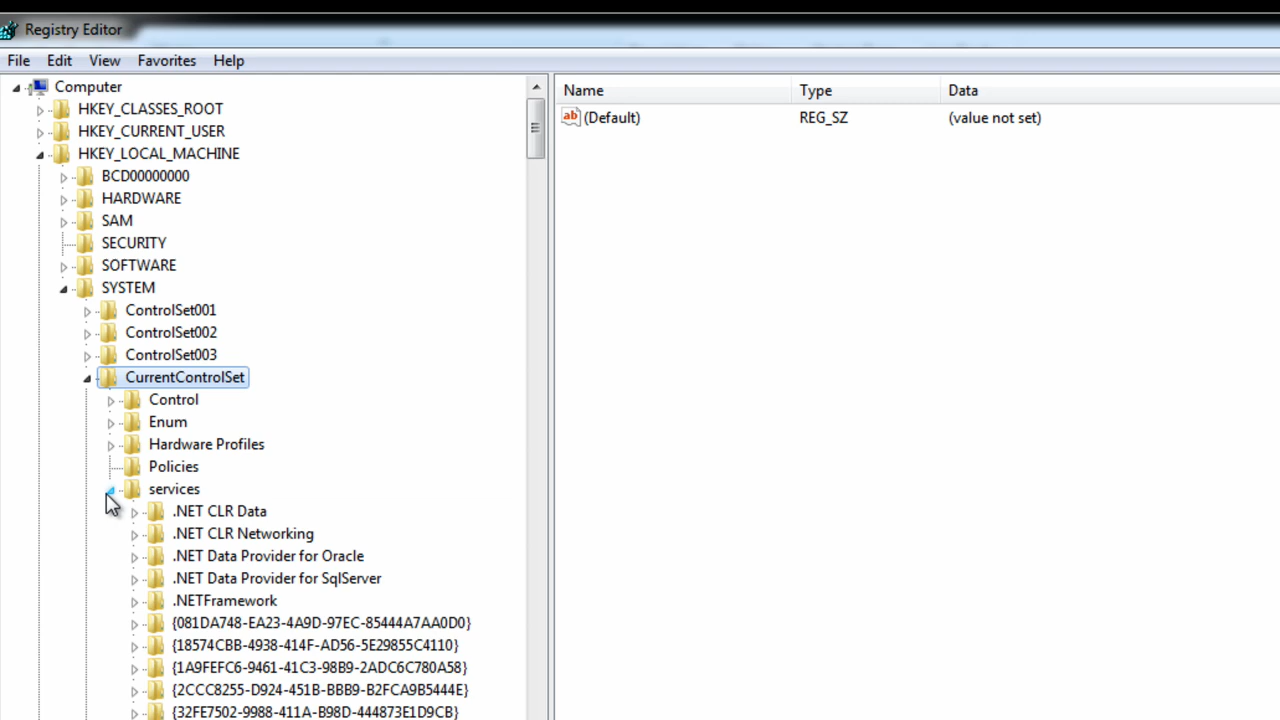 Registry Editor
File Edit View Favorites Help
Computer
HKEY_CLASSES_ROOT
HKEY_CURRENT_USER
HKEY_LOCAL_MACHINE
BCD00000000
HARDWARE
SAM
SECURITY
SOFTWARE
SYSTEM
ControlSet001
ControlSet002
ControlSet003
CurrentControlSet
Control
Enum
Hardware Profiles
Policies
services
.NET CLR Data
.NET CLR Networking
.NET Data Provider for Oracle
.NET Data Provider for SqlServer
.NETFramework
{081DA748-EA23-4A9D-97EC-85444A7AA0D0}
{18574CBB-4938-414F-AD56-5E29855C4110}
{1A9FEFC6-9461-41C3-98B9-2ADC6C780A58}
{2CCC8255-D924-451B-BBB9-B2FCA9B5444E}
{32FE7502-9988-411A-B98D-444873E1D9CB}
Name Type Data
ab (Default) REG_SZ (value not set)